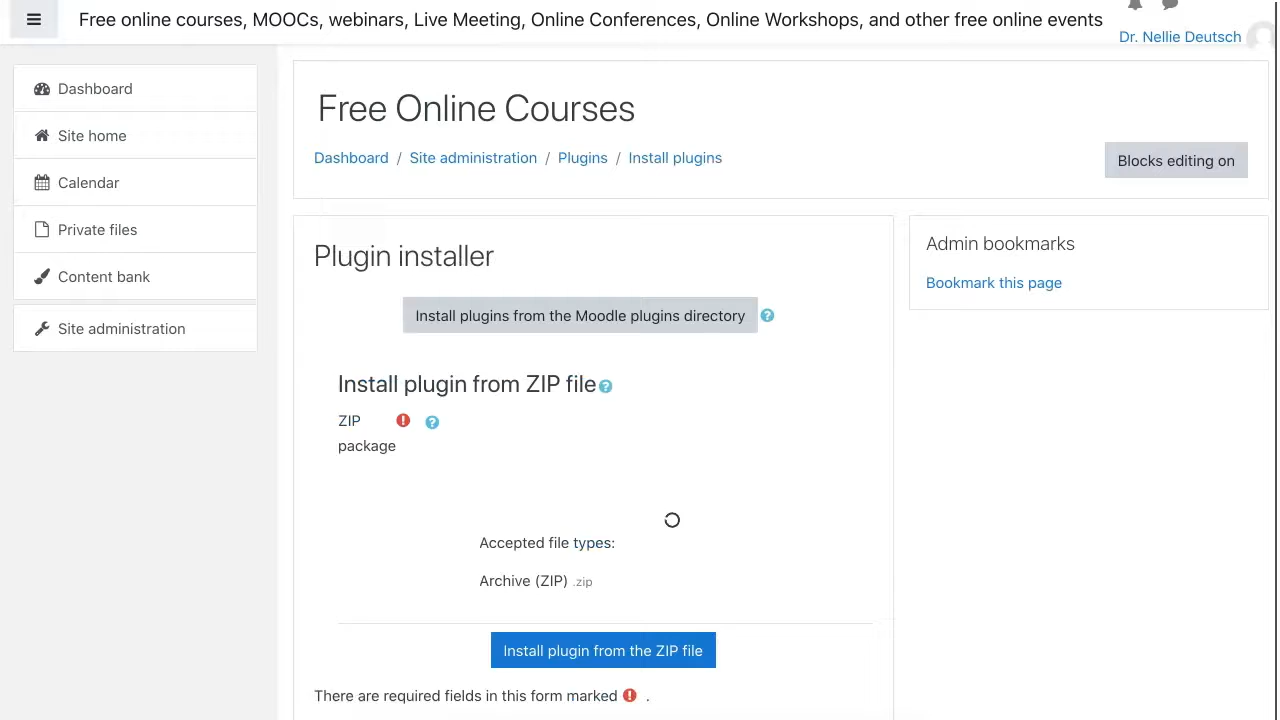 Free online courses, MOOCs, webinars, Live Meeting, Online Conferences, Online Workshops, and other free online events
Dr. Nellie Deutsch
Dashboard
Site home
Calendar
Private files
Content bank
Site administration
Free Online Courses
Dashboard / Site administration / Plugins / Install plugins
Blocks editing on
Plugin installer
Install plugins from the Moodle plugins directory
Install plugin from ZIP file
ZIP
package
Accepted file types:
Archive (ZIP) .zip
Install plugin from the ZIP file
There are required fields in this form marked .
Admin bookmarks
Bookmark this page